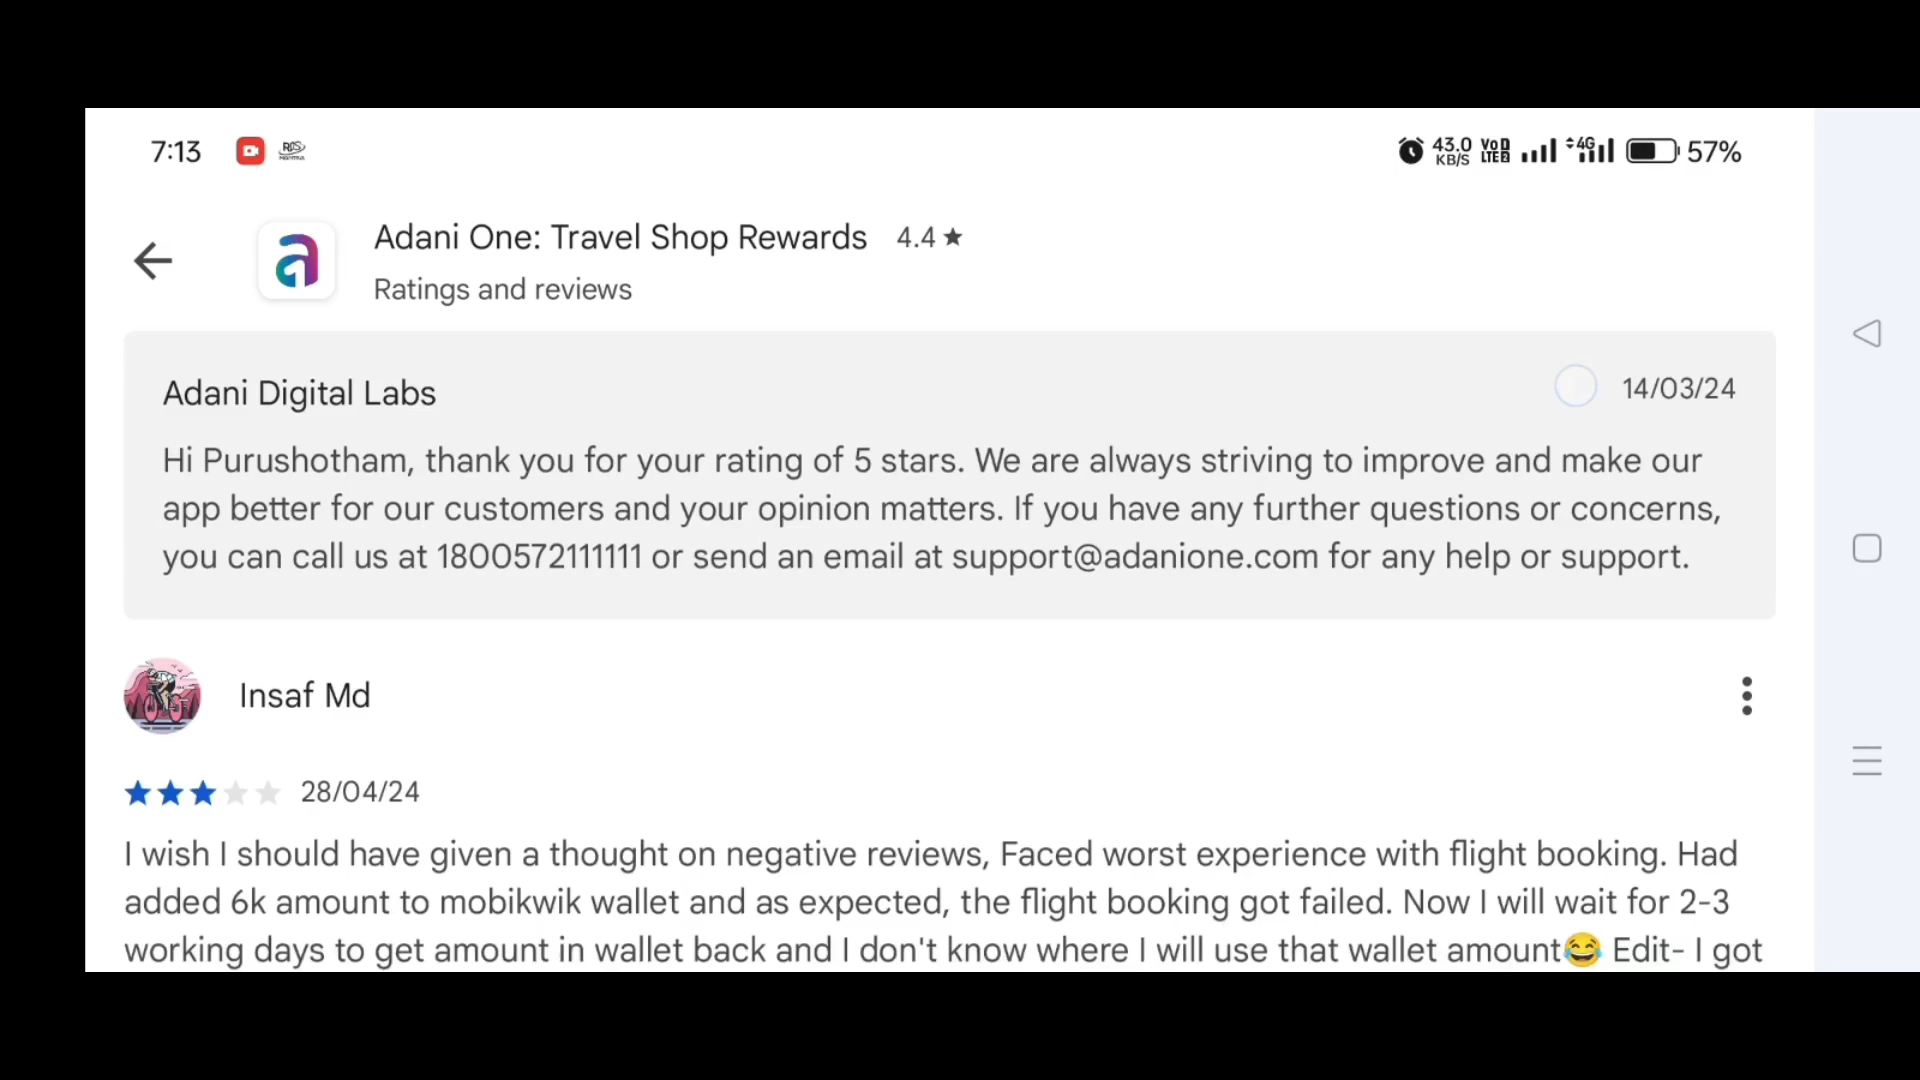 7:13
43.0 KB/S VoD LTE2 4G 57%
Adani One: Travel Shop Rewards 4.4★
Ratings and reviews
Adani Digital Labs 14/03/24
Hi Purushotham, thank you for your rating of 5 stars. We are always striving to improve and make our
app better for our customers and your opinion matters. If you have any further questions or concerns,
you can call us at 1800572111111 or send an email at support@adanione.com for any help or support.
Insaf Md
28/04/24
I wish I should have given a thought on negative reviews, Faced worst experience with flight booking. Had
added 6k amount to mobikwik wallet and as expected, the flight booking got failed. Now I will wait for 2-3
working days to get amount in wallet back and I don't know where I will use that wallet amount😂 Edit- I got